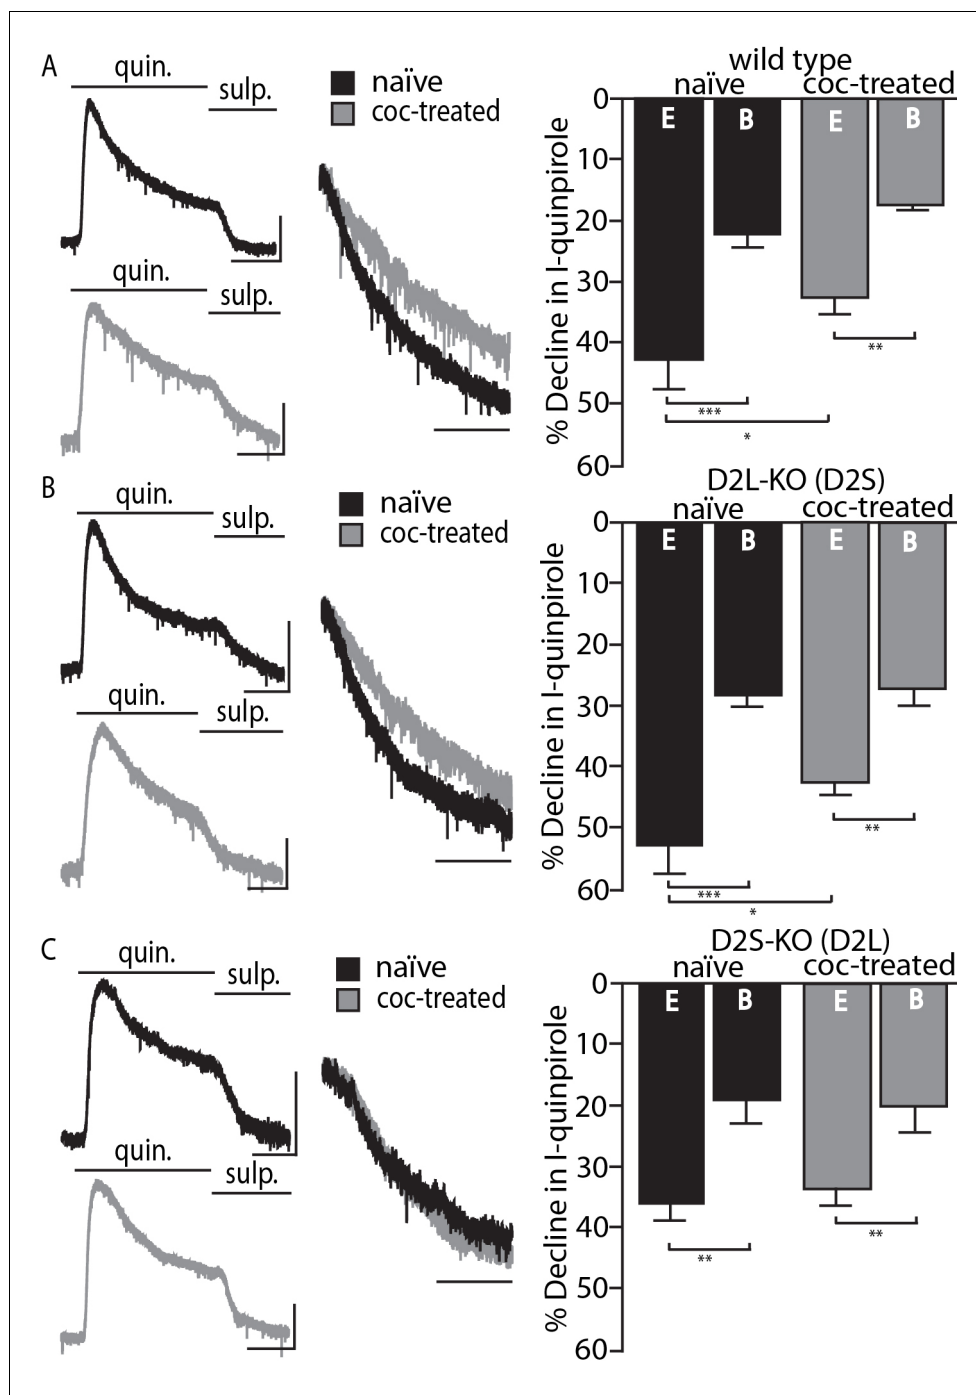 A
quin.
sulp.
quin.
sulp.
naïve
coc-treated
wild type
naïve coc-treated
% Decline in I-quinpirole
0
10
20
30
40
50
60
E B E B
***
*
**
B
quin.
sulp.
quin.
sulp.
naïve
coc-treated
D2L-KO (D2S)
naïve coc-treated
% Decline in I-quinpirole
0
10
20
30
40
50
60
E B E B
***
*
**
C
quin.
sulp.
quin.
sulp.
naïve
coc-treated
D2S-KO (D2L)
naïve coc-treated
% Decline in I-quinpirole
0
10
20
30
40
50
60
E B E B
**
**